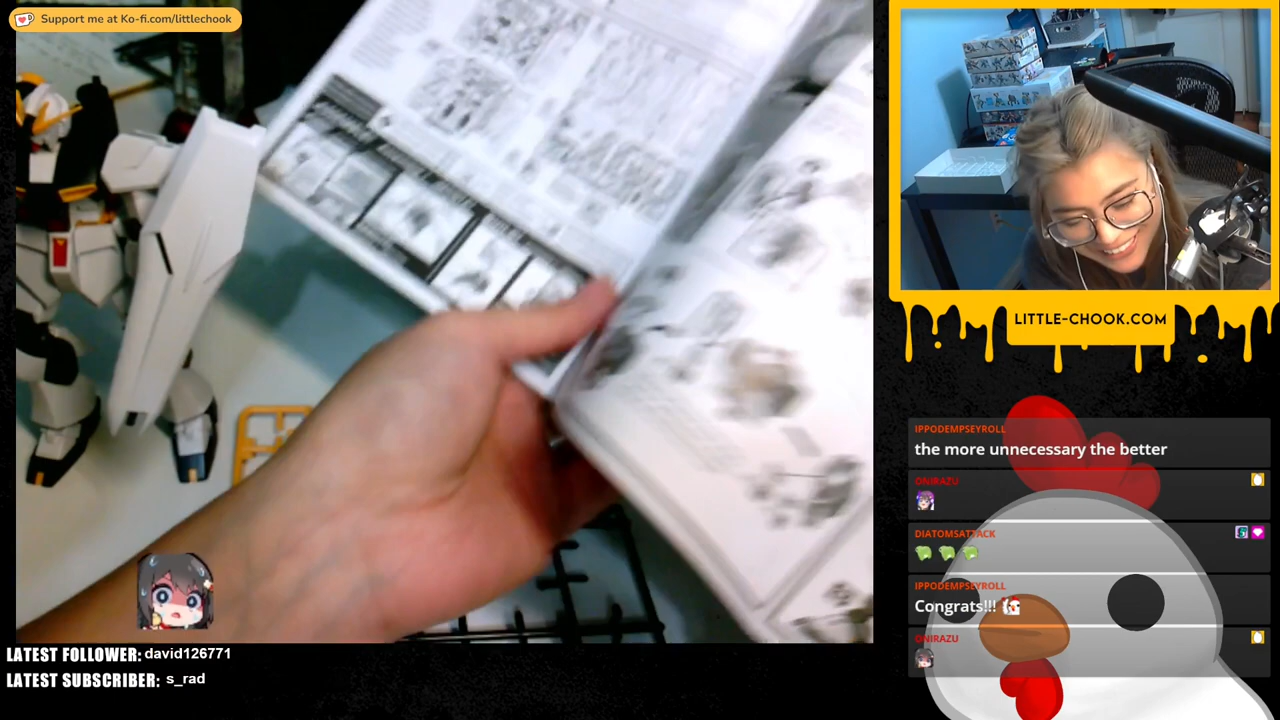 Support me at Ko-fi.com/littlechook
LITTLE-CHOOK.COM
IPPODEMPSEYROLL
the more unnecessary the better
ONIRAZU
DIATOMSATTACK
IPPODEMPSEYROLL
Congrats!!!
ONIRAZU
LATEST FOLLOWER: david126771
LATEST SUBSCRIBER: s_rad